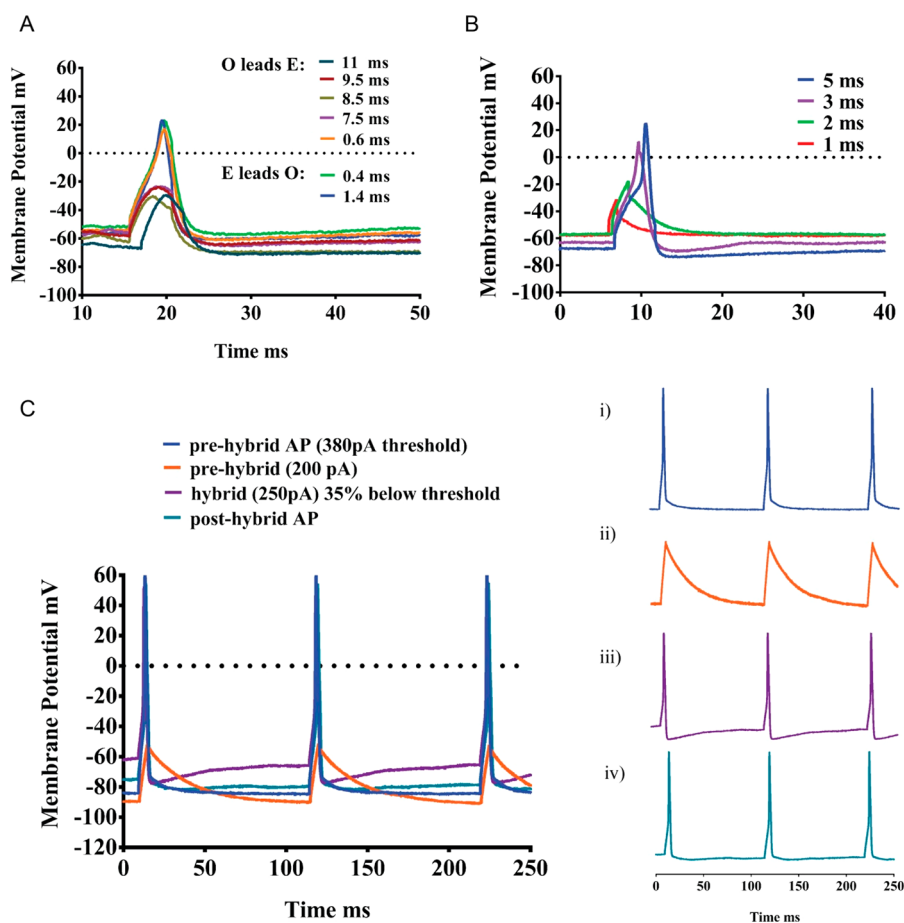 A
Membrane Potential mV
60
40
20
0
-20
-40
-60
-80
-100
10
20
30
40
50
Time ms
O leads E:
11 ms
9.5 ms
8.5 ms
7.5 ms
0.6 ms
E leads O:
0.4 ms
1.4 ms
B
Membrane Potential mV
60
40
20
0
-20
-40
-60
-80
-100
0
10
20
30
40
5 ms
3 ms
2 ms
1 ms
C
pre-hybrid AP (380pA threshold)
pre-hybrid (200 pA)
hybrid (250pA) 35% below threshold
post-hybrid AP
Membrane Potential mV
60
40
20
0
-20
-40
-60
-80
-100
-120
0
50
100
150
200
250
Time ms
i)
ii)
iii)
iv)
0
50
100
150
200
250
Time ms